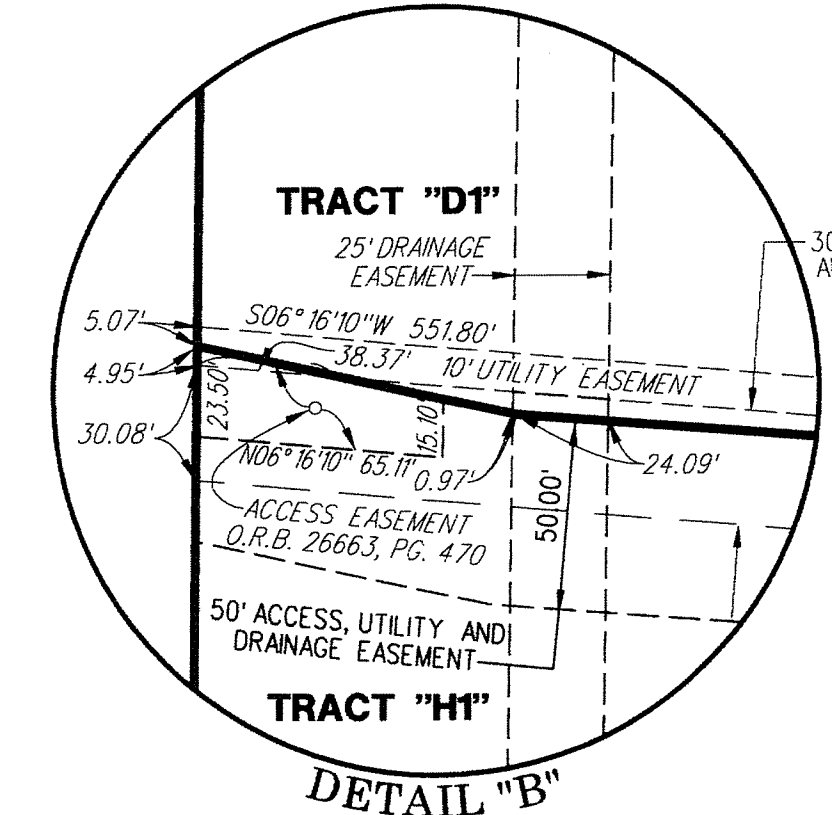 TRACT "D1"
25' DRAINAGE
EASEMENT
30
5.07'
S06°16'10"W 551.80'
4.95'
38.37'
10' UTILITY EASEMENT
23.50'
30.08'
15.10'
N06°16'10" 65.11'
0.97'
24.09'
ACCESS EASEMENT
O.R.B. 26663, PG. 470
50.00'
50' ACCESS, UTILITY AND
DRAINAGE EASEMENT
TRACT "H1"
DETAIL "B"